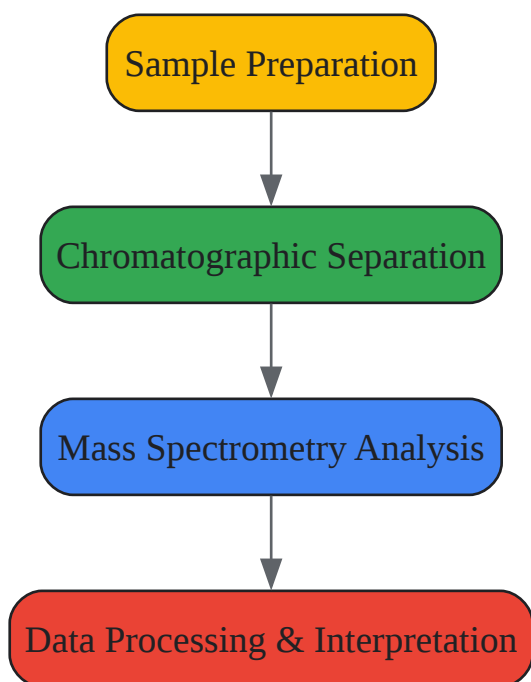 Sample Preparation
Chromatographic Separation
Mass Spectrometry Analysis
Data Processing & Interpretation